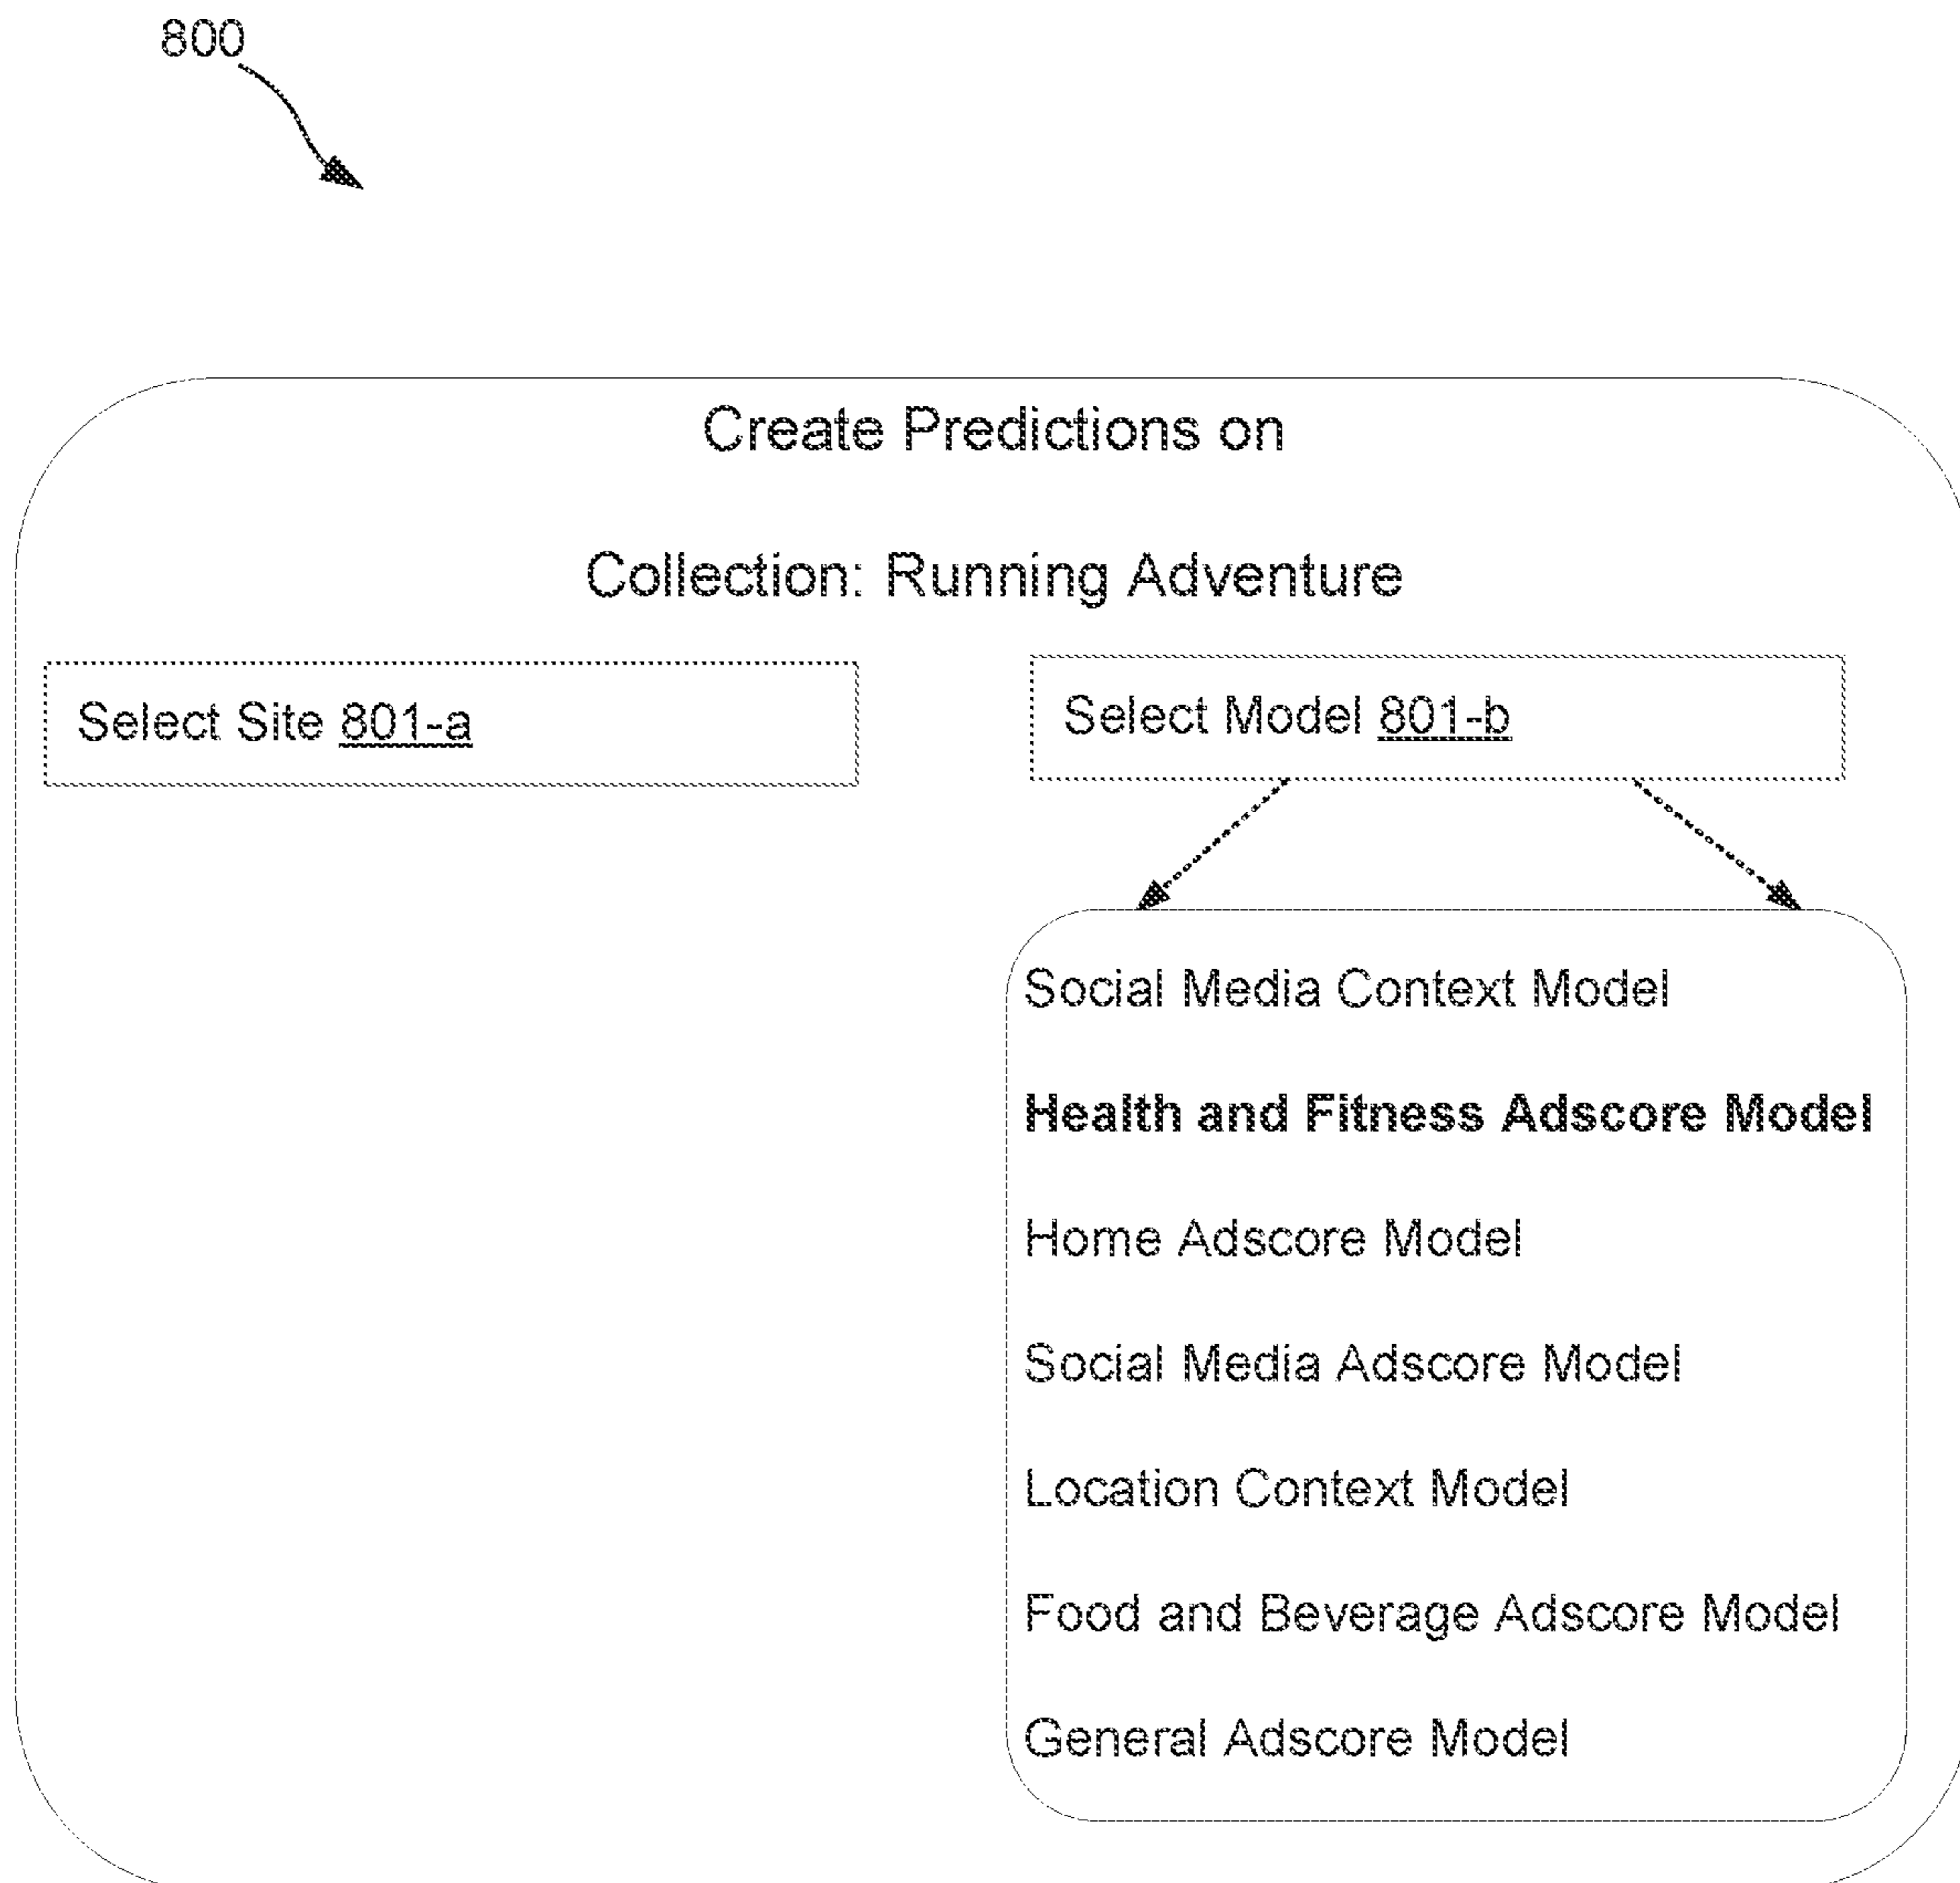 800
Create Predictions on
Collection: Running Adventure
Select Site 801-a
Select Model 801-b
Social Media Context Model
Health and Fitness Adscore Model
Home Adscore Model
Social Media Adscore Model
Location Context Model
Food and Beverage Adscore Model
General Adscore Model